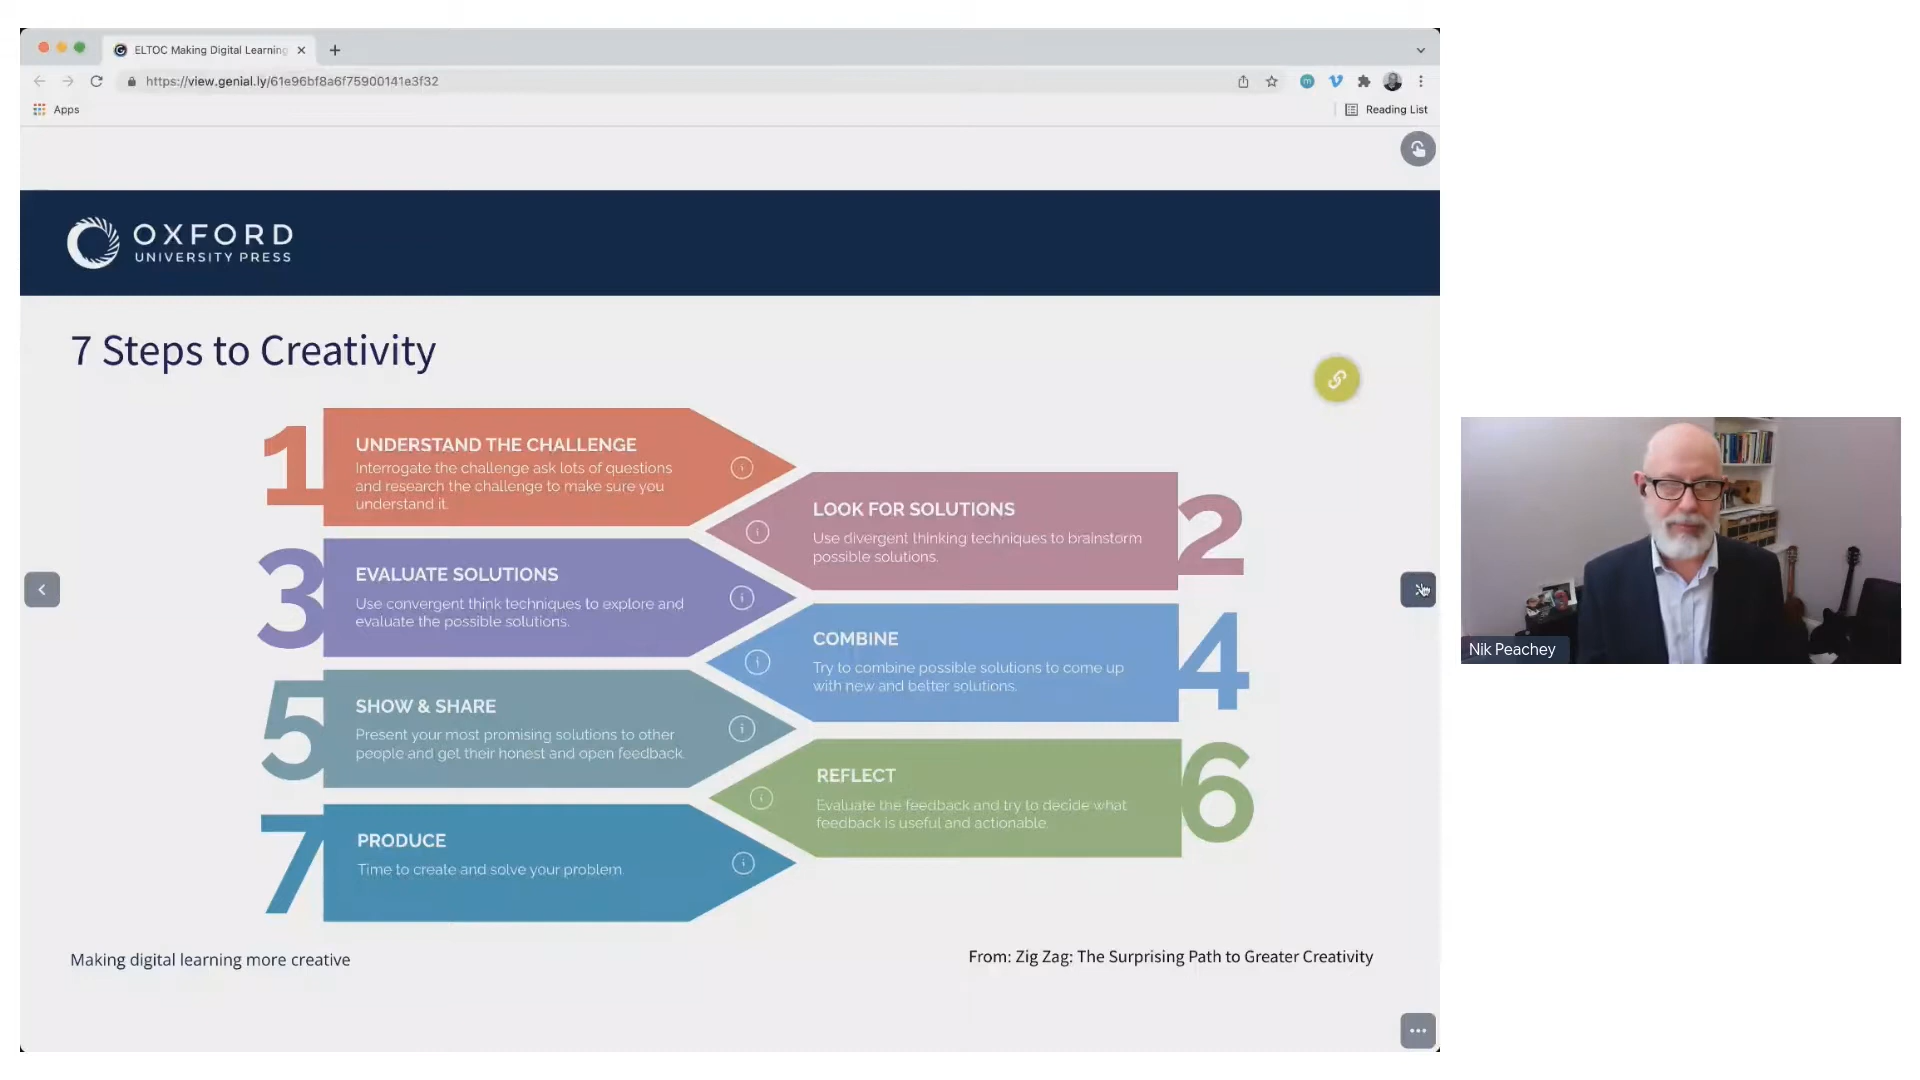 ELTOC Making Digital Learning
https://view.genial.ly/61e96bf8a6f75900141e3f32
Apps
Reading List
OXFORD
UNIVERSITY PRESS
7 Steps to Creativity
1
UNDERSTAND THE CHALLENGE
Interrogate the challenge ask lots of questions
and research the challenge to make sure you
understand it.
2
LOOK FOR SOLUTIONS
Use divergent thinking techniques to brainstorm
possible solutions.
3
EVALUATE SOLUTIONS
Use convergent think techniques to explore and
evaluate the possible solutions.
4
COMBINE
Try to combine possible solutions to come up
with new and better solutions.
5
SHOW & SHARE
Present your most promising solutions to other
people and get their honest and open feedback.
6
REFLECT
Evaluate the feedback and try to decide what
feedback is useful and actionable.
7
PRODUCE
Time to create and solve your problem.
Making digital learning more creative
From: Zig Zag: The Surprising Path to Greater Creativity
Nik Peachey